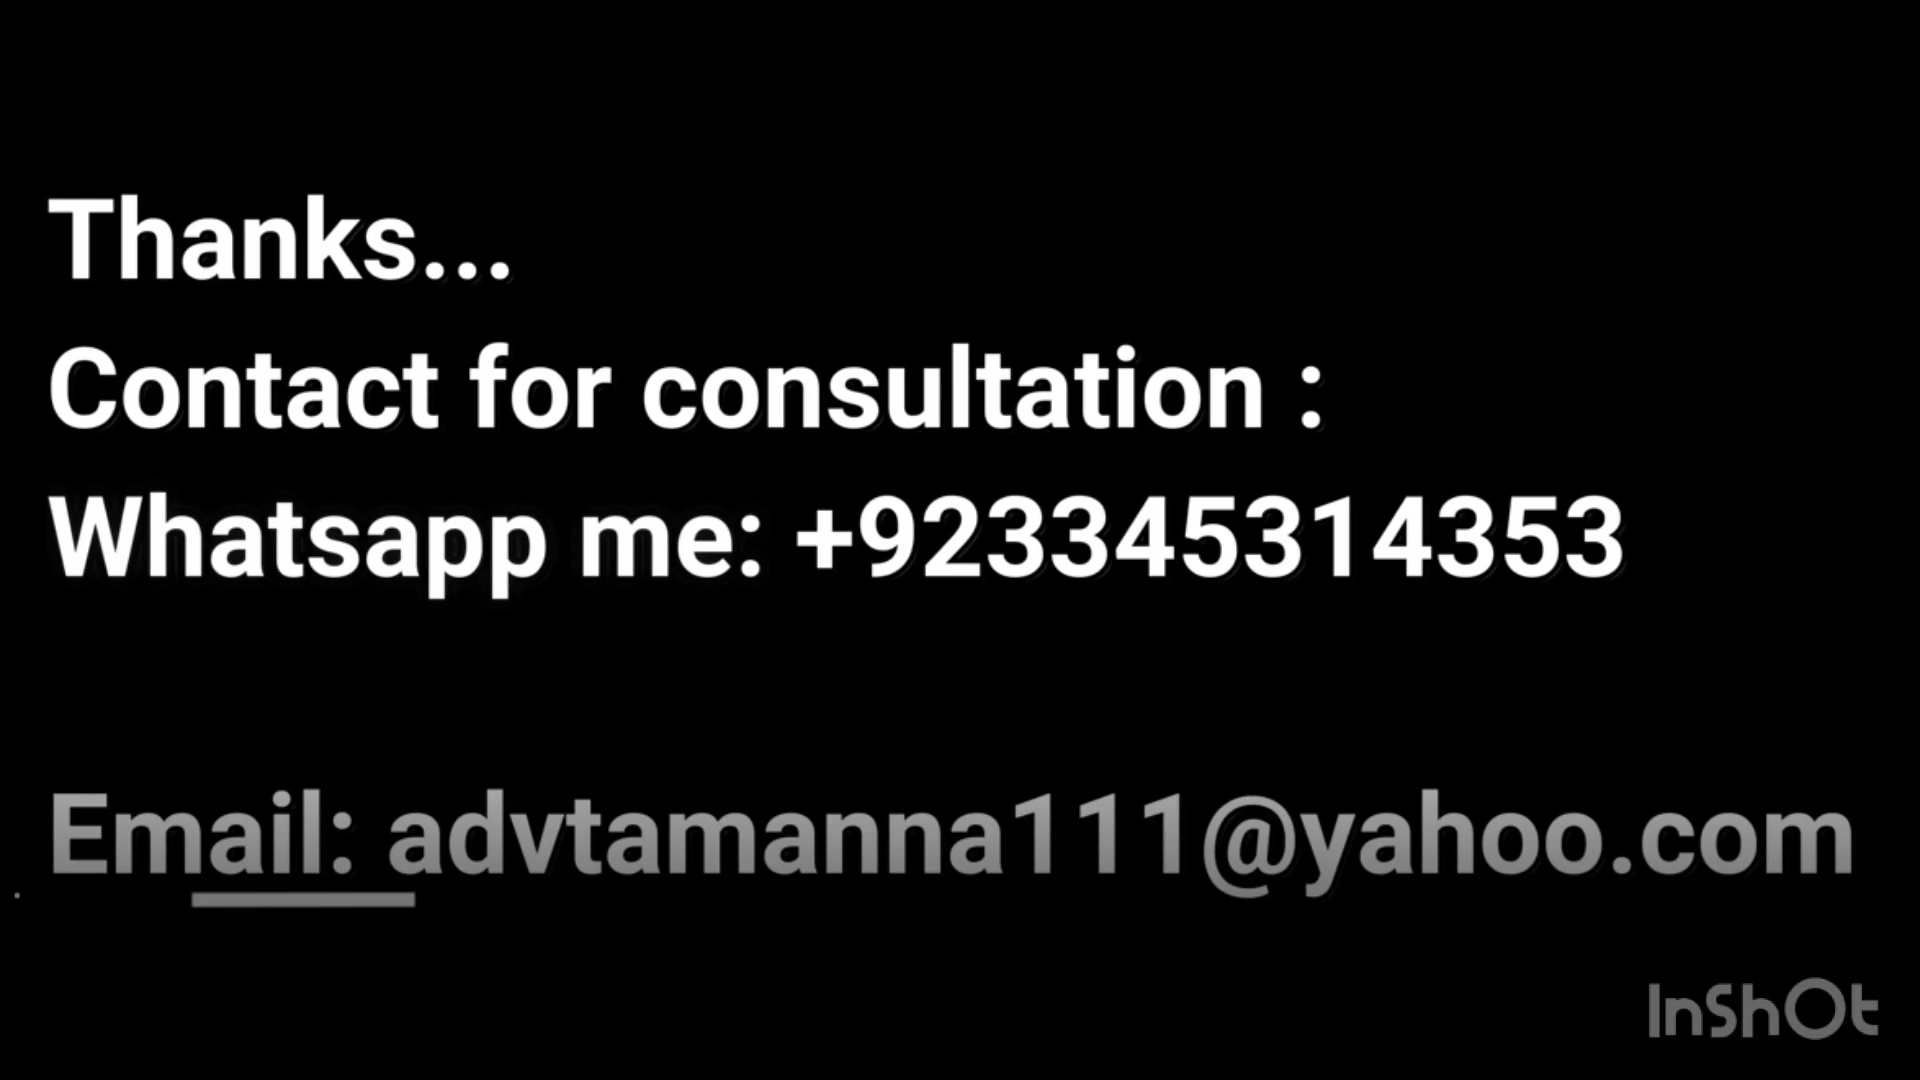 Thanks...
Contact for consultation :
Whatsapp me: +923345314353
Email: advtamanna111@yahoo.com
InShOt